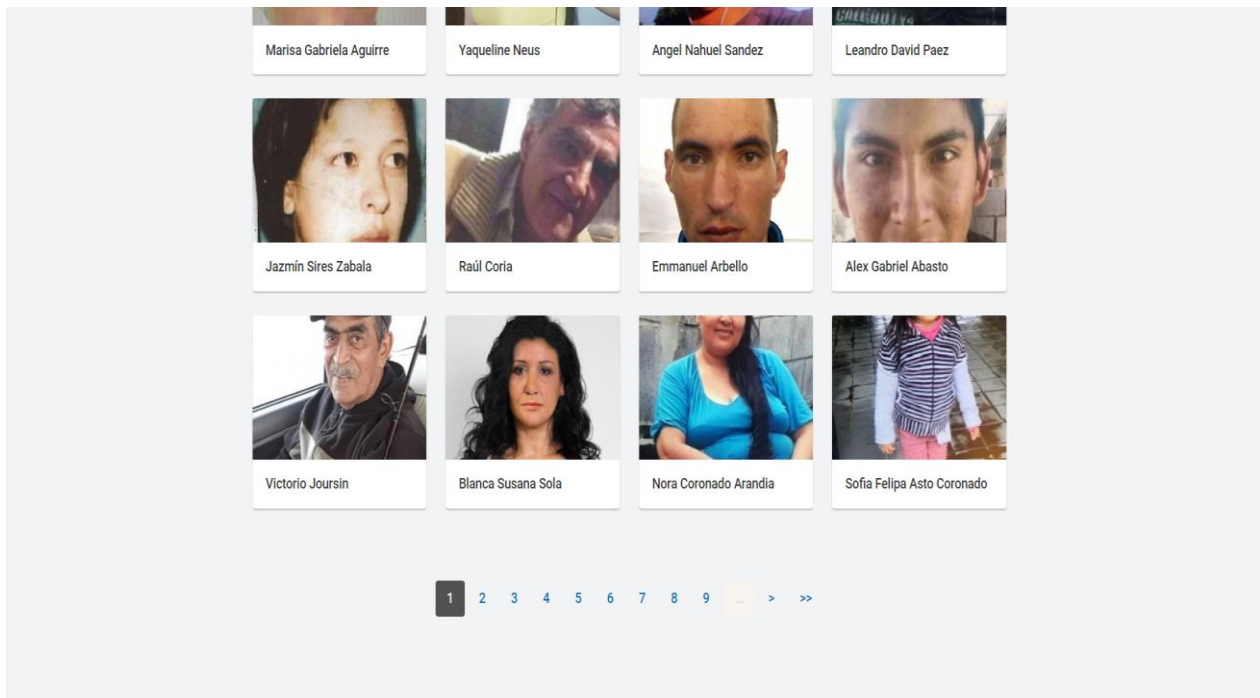 CALL DUTY4
Marisa Gabriela Aguirre
Yaqueline Neus
Angel Nahuel Sandez
Leandro David Paez
Jazmín Sires Zabala
Raúl Coria
Emmanuel Arbello
Alex Gabriel Abasto
Victorio Joursin
Blanca Susana Sola
Nora Coronado Arandia
Sofia Felipa Asto Coronado
1 2 3 4 5 6 7 8 9 ... > >>